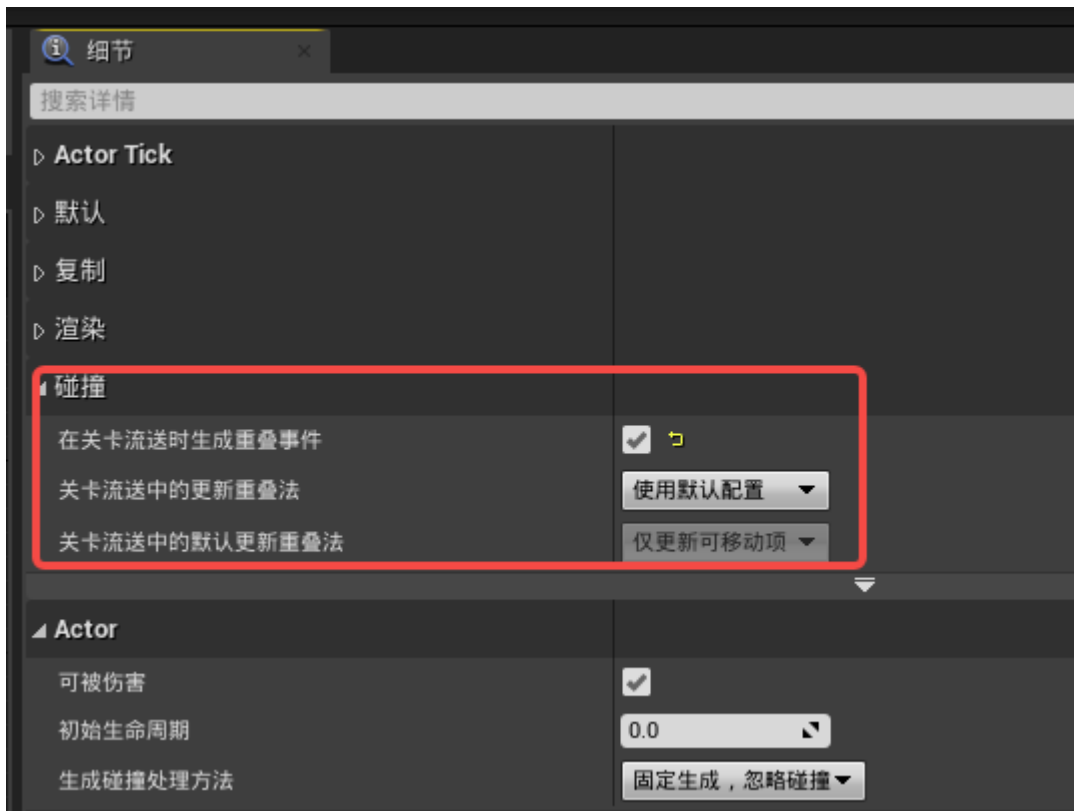 细节
搜索详情
Actor Tick
默认
复制
渲染
碰撞
在关卡流送时生成重叠事件
关卡流送中的更新重叠法 使用默认配置
关卡流送中的默认更新重叠法 仅更新可移动项
Actor
可被伤害
初始生命周期 0.0
生成碰撞处理方法 固定生成，忽略碰撞